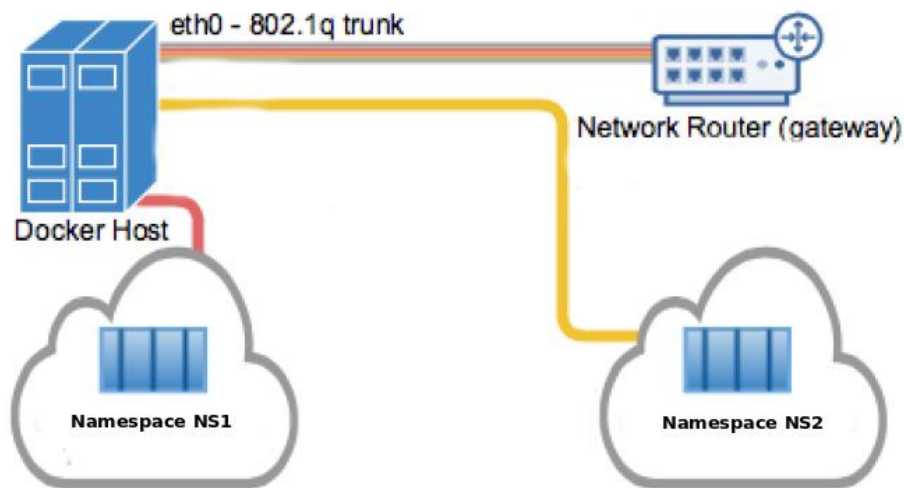 eth0 - 802.1q trunk
Network Router (gateway)
Docker Host
Namespace NS1
Namespace NS2